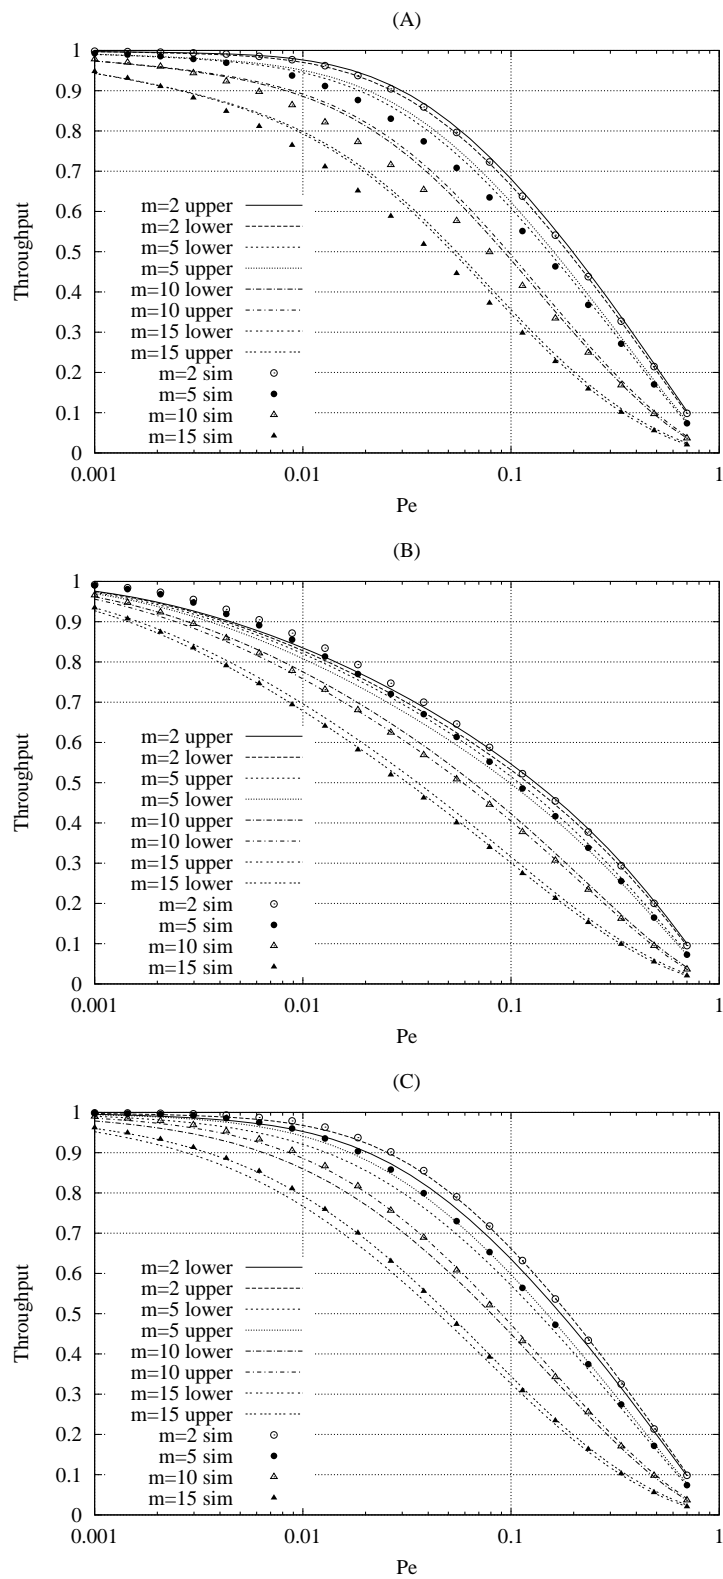 (A)
1
0.9
0.8
0.7
0.6
0.5
0.4
0.3
0.2
0.1
0
Throughput
m=2 upper
m=2 lower
m=5 lower
m=5 upper
m=10 lower
m=10 upper
m=15 lower
m=15 upper
m=2 sim
m=5 sim
m=10 sim
m=15 sim
0.001 0.01 0.1 1
Pe
(B)
1
0.9
0.8
0.7
0.6
0.5
0.4
0.3
0.2
0.1
0
Throughput
m=2 upper
m=2 lower
m=5 upper
m=5 lower
m=10 upper
m=10 lower
m=15 upper
m=15 lower
m=2 sim
m=5 sim
m=10 sim
m=15 sim
0.001 0.01 0.1 1
Pe
(C)
1
0.9
0.8
0.7
0.6
0.5
0.4
0.3
0.2
0.1
0
Throughput
m=2 lower
m=2 upper
m=5 lower
m=5 upper
m=10 lower
m=10 upper
m=15 lower
m=15 upper
m=2 sim
m=5 sim
m=10 sim
m=15 sim
0.001 0.01 0.1 1
Pe